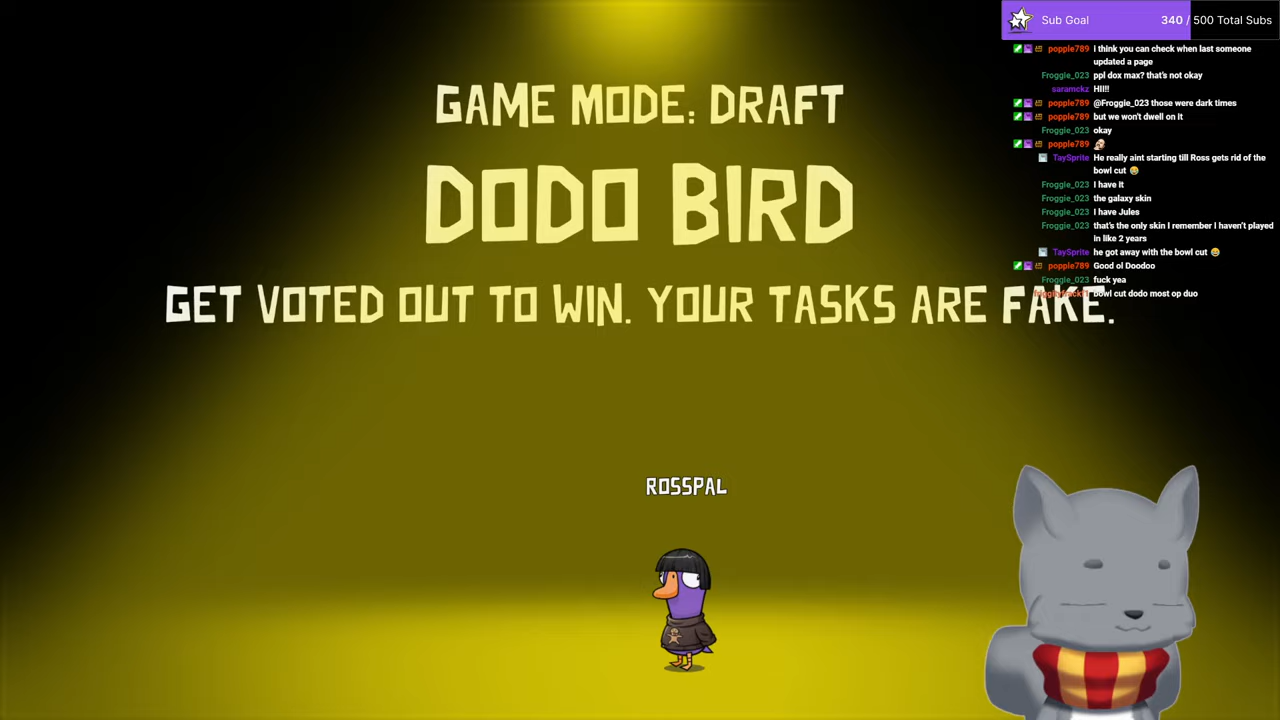 GAME MODE: DRAFT
DODO BIRD
GET VOTED OUT TO WIN. YOUR TASKS ARE FAKE.
ROSSPAL
Sub Goal 340 / 500 Total Subs
popple789 i think you can check when last someone
updated a page
Froggie_023 ppl dox max? that's not okay
saramckz HI!!!
popple789 @Froggie_023 those were dark times
popple789 but we won't dwell on it
Froggie_023 okay
popple789
TaySprite He really aint starting till Ross gets rid of the
bowl cut
Froggie_023 I have it
Froggie_023 the galaxy skin
Froggie_023 I have Jules
Froggie_023 that's the only skin I remember I haven't played
in like 2 years
TaySprite he got away with the bowl cut
popple789 Good ol Doodoo
Froggie_023 fuck yea
bowl cut dodo most op duo